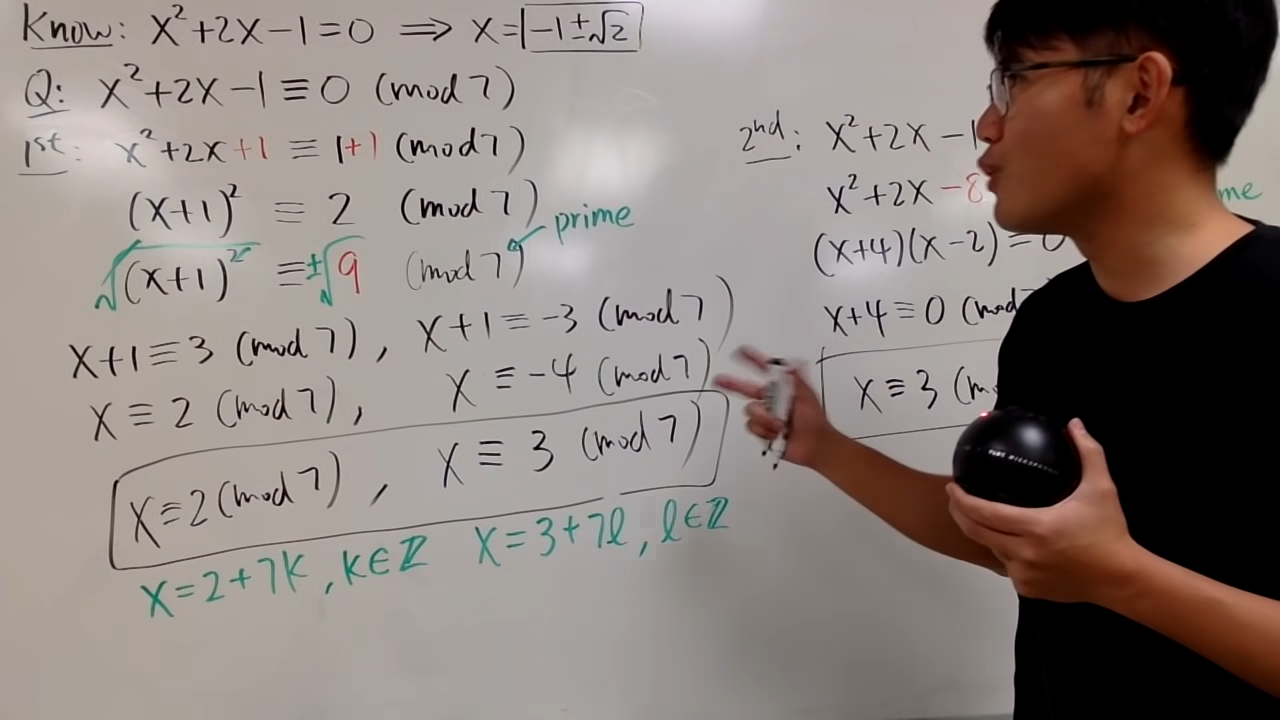 Know: x²+2x-1=0 ⇒ x=-1±√2
Q: x²+2x-1≡0 (mod 7)
1st: x²+2x+1 ≡ 1+1 (mod 7)
(x+1)² ≡ 2 (mod 7)
prime
√(x+1)² ≡ ±√9 (mod 7)
x+1≡3 (mod 7), x+1≡-3 (mod 7)
x≡2 (mod 7), x≡-4 (mod 7)
x≡2 (mod 7), x≡3 (mod 7)
x=2+7k, k∈ℤ x=3+7l, l∈ℤ
2nd: x²+2x-1
x²+2x-8
me
(x+4)(x-2)≡0
x+4≡0 (mod
x≡3 (m